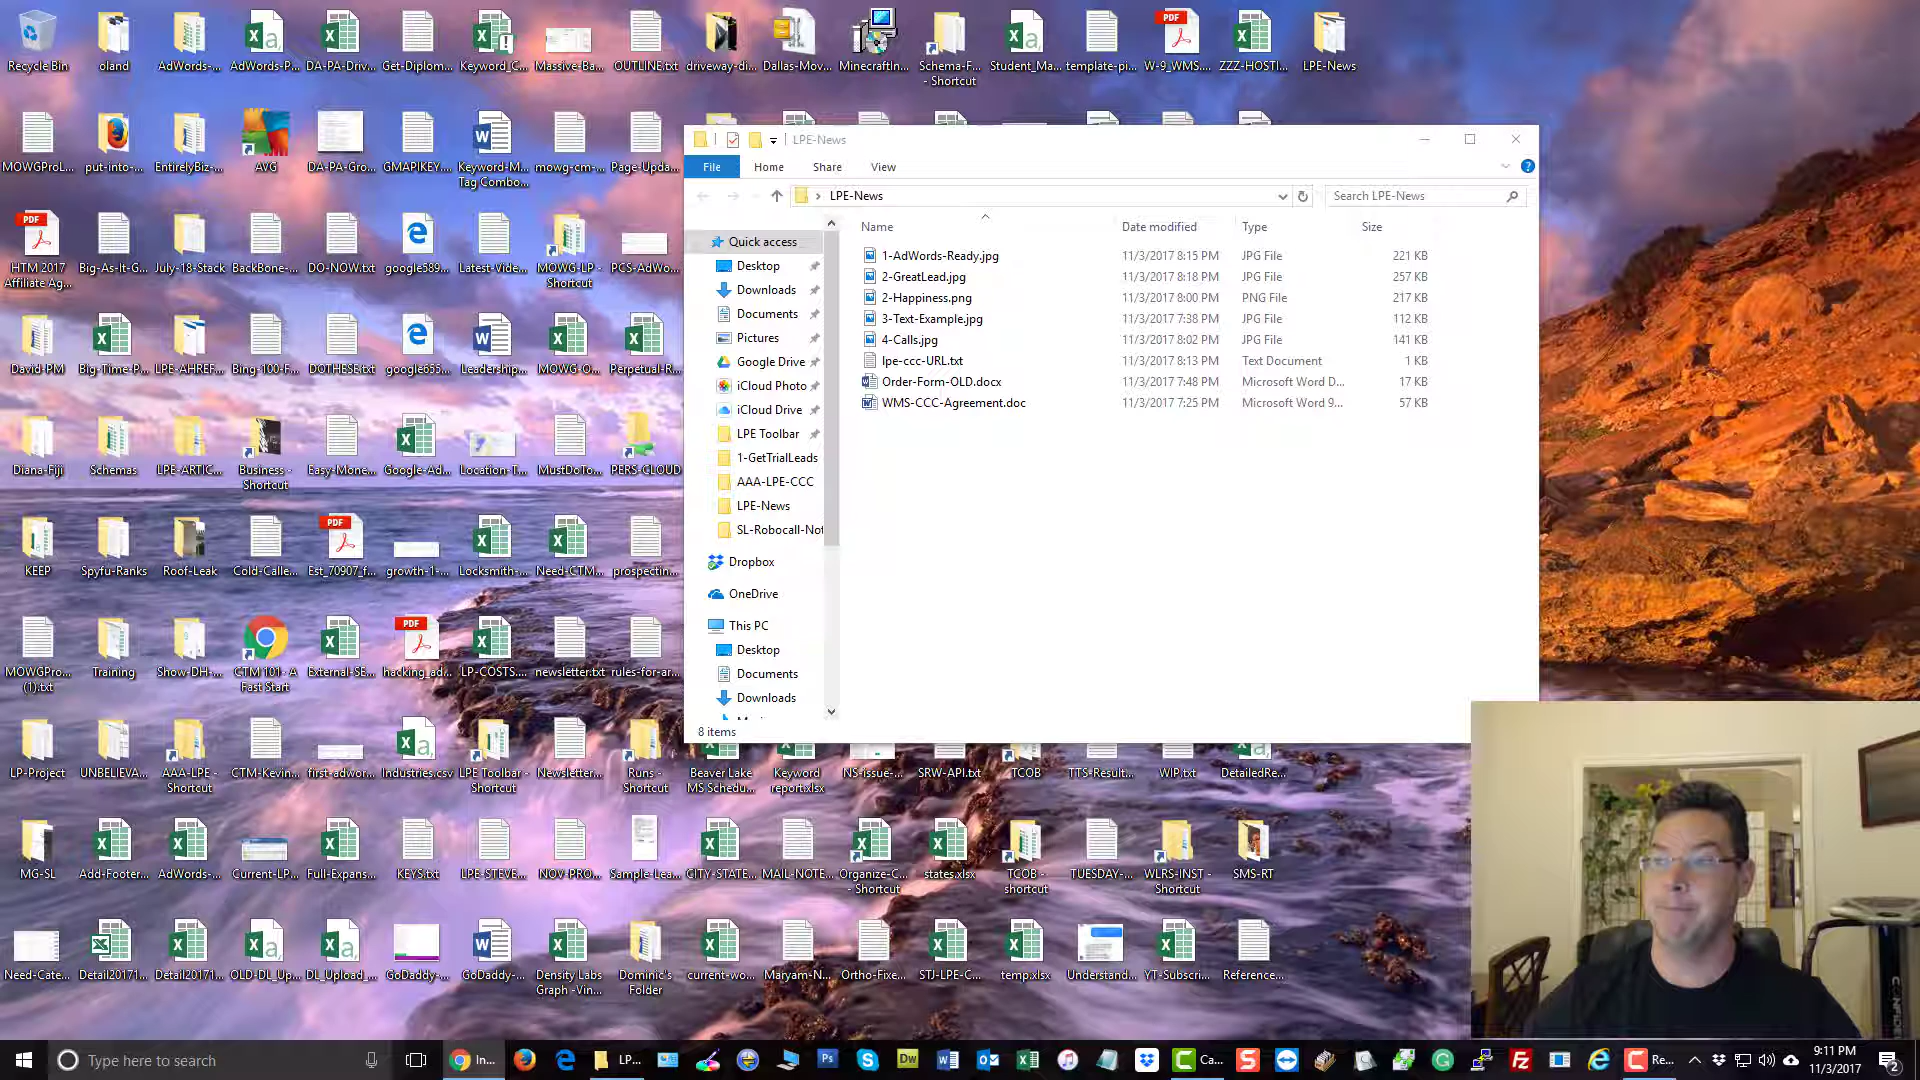 Recycle Bin
oland
AdWords-...
AdWords-P...
DA-PA-Driv...
Get-Diplom...
Keyword_C...
Massive-Ba...
OUTLINE.txt
driveway-di...
Dallas-Mov...
MinecraftIn...
Schema-F... - Shortcut
Student_Ma...
template-pi...
W-9_WMS....
ZZZ-HOSTI...
LPE-News
MOWGProL...
put-into-...
EntirelyBiz-...
AVG
DA-PA-Gro...
GMAPIKEY...
Keyword-M...
Tag Combo...
mowg-cm-...
Page-Upda...
HTM 2017
Affiliate Ag...
Big-As-It-G...
July-18-Stack
BackBone-...
DO-NOW.txt
google589...
Latest-Vide...
MOWG-LP -
Shortcut
PCS-AdWo...
David-PM
Big-Time-P...
LPE-AHREF...
Bing-100-F...
DOTHESE.txt
google655...
Leadership...
MOWG-O...
Perpetual-R...
Diana-Fiji
Schemas
LPE-ARTIC...
Business -
Shortcut
Easy-Mone...
Google-Ad...
Location-T...
MustDoTo...
PERS-CLOUD
KEEP
Spyfu-Ranks
Roof-Leak
Cold-Calle...
Est_70907_f...
growth-1-...
Locksmith-...
Need-CTM...
prospectin...
MOWGPro...
(1).txt
Training
Show-DH-...
CTM 101- A
Fast Start
External-SE...
hacking_ad...
LP-COSTS....
newsletter.txt
rules-for-ar...
LP-Project
UNBELIEVA...
AAA-LPE -
Shortcut
CTM-Kevin...
first-adwor...
Industries.csv
LPE Toolbar -
Shortcut
Newsletter...
Runs -
Shortcut
Beaver Lake
MS Schedu...
Keyword
report.xlsx
NS-issue-...
SRW-API.txt
TCOB
TTS-Result...
WIP.txt
DetailedRe...
MG-SL
Add-Footer...
AdWords-...
Current-LP...
Full-Expans...
KEYS.txt
LPE-STEVE...
NOV-PRO...
Sample-Lea...
CITY-STATE...
MAIL-NOTE...
Organize-C...
- Shortcut
states.xlsx
TCOB -
shortcut
TUESDAY-...
WLRS-INST -
Shortcut
SMS-RT
Need-Cate...
Detail20171...
Detail20171...
OLD-DL_Up...
DL_Upload_...
GoDaddy-...
GoDaddy-...
Density Labs
Graph -Vin...
Dominic's
Folder
current-wo...
Maryam-N...
Ortho-Fixe...
STJ-LPE-C...
temp.xlsx
Understand...
YT-Subscri...
Reference...
LPE-News
File Home Share View
LPE-News
Search LPE-News
Name Date modified Type Size
1-AdWords-Ready.jpg 11/3/2017 8:15 PM JPG File 221 KB
2-GreatLead.jpg 11/3/2017 8:18 PM JPG File 257 KB
2-Happiness.png 11/3/2017 8:00 PM PNG File 217 KB
3-Text-Example.jpg 11/3/2017 7:38 PM JPG File 112 KB
4-Calls.jpg 11/3/2017 8:02 PM JPG File 141 KB
lpe-ccc-URL.txt 11/3/2017 8:13 PM Text Document 1 KB
Order-Form-OLD.docx 11/3/2017 7:48 PM Microsoft Word D... 17 KB
WMS-CCC-Agreement.doc 11/3/2017 7:25 PM Microsoft Word 9... 57 KB
Quick access
Desktop
Downloads
Documents
Pictures
Google Drive
iCloud Photo
iCloud Drive
LPE Toolbar
1-GetTrialLeads
AAA-LPE-CCC
LPE-News
SL-Robocall-Not
Dropbox
OneDrive
This PC
Desktop
Documents
Downloads
8 items
Type here to search
In...
LP...
Ca...
Re...
9:11 PM
11/3/2017
2